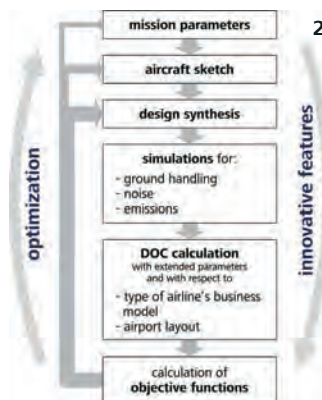 mission parameters
2
aircraft sketch
design synthesis
simulations for:
- ground handling
- noise
- emissions
DOC calculation
with extended parameters
and with respect to
- type of airline's business
model
- airport layout
calculation of
objective functions
optimization
innovative features